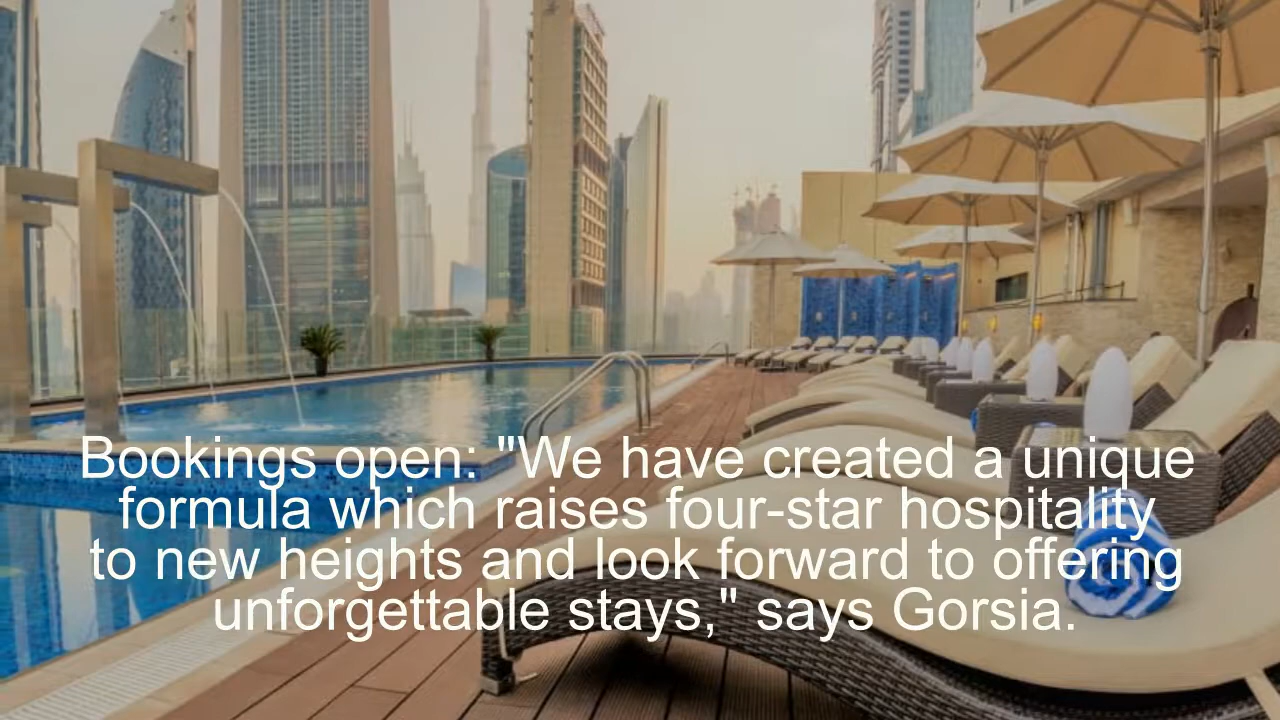 Bookings open: "We have created a unique
formula which raises four-star hospitality
to new heights and look forward to offering
unforgettable stays," says Gorsia.